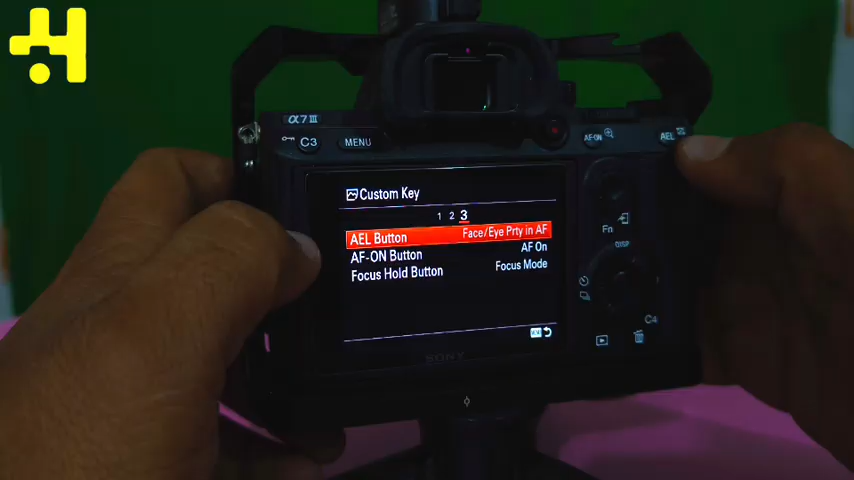 α7III
C3
MENU
AF-ON
AEL
Custom Key
1 2 3
AEL Button Face/Eye Prty in AF
AF-ON Button AF On
Focus Hold Button Focus Mode
Fn
DISP
C4
SONY